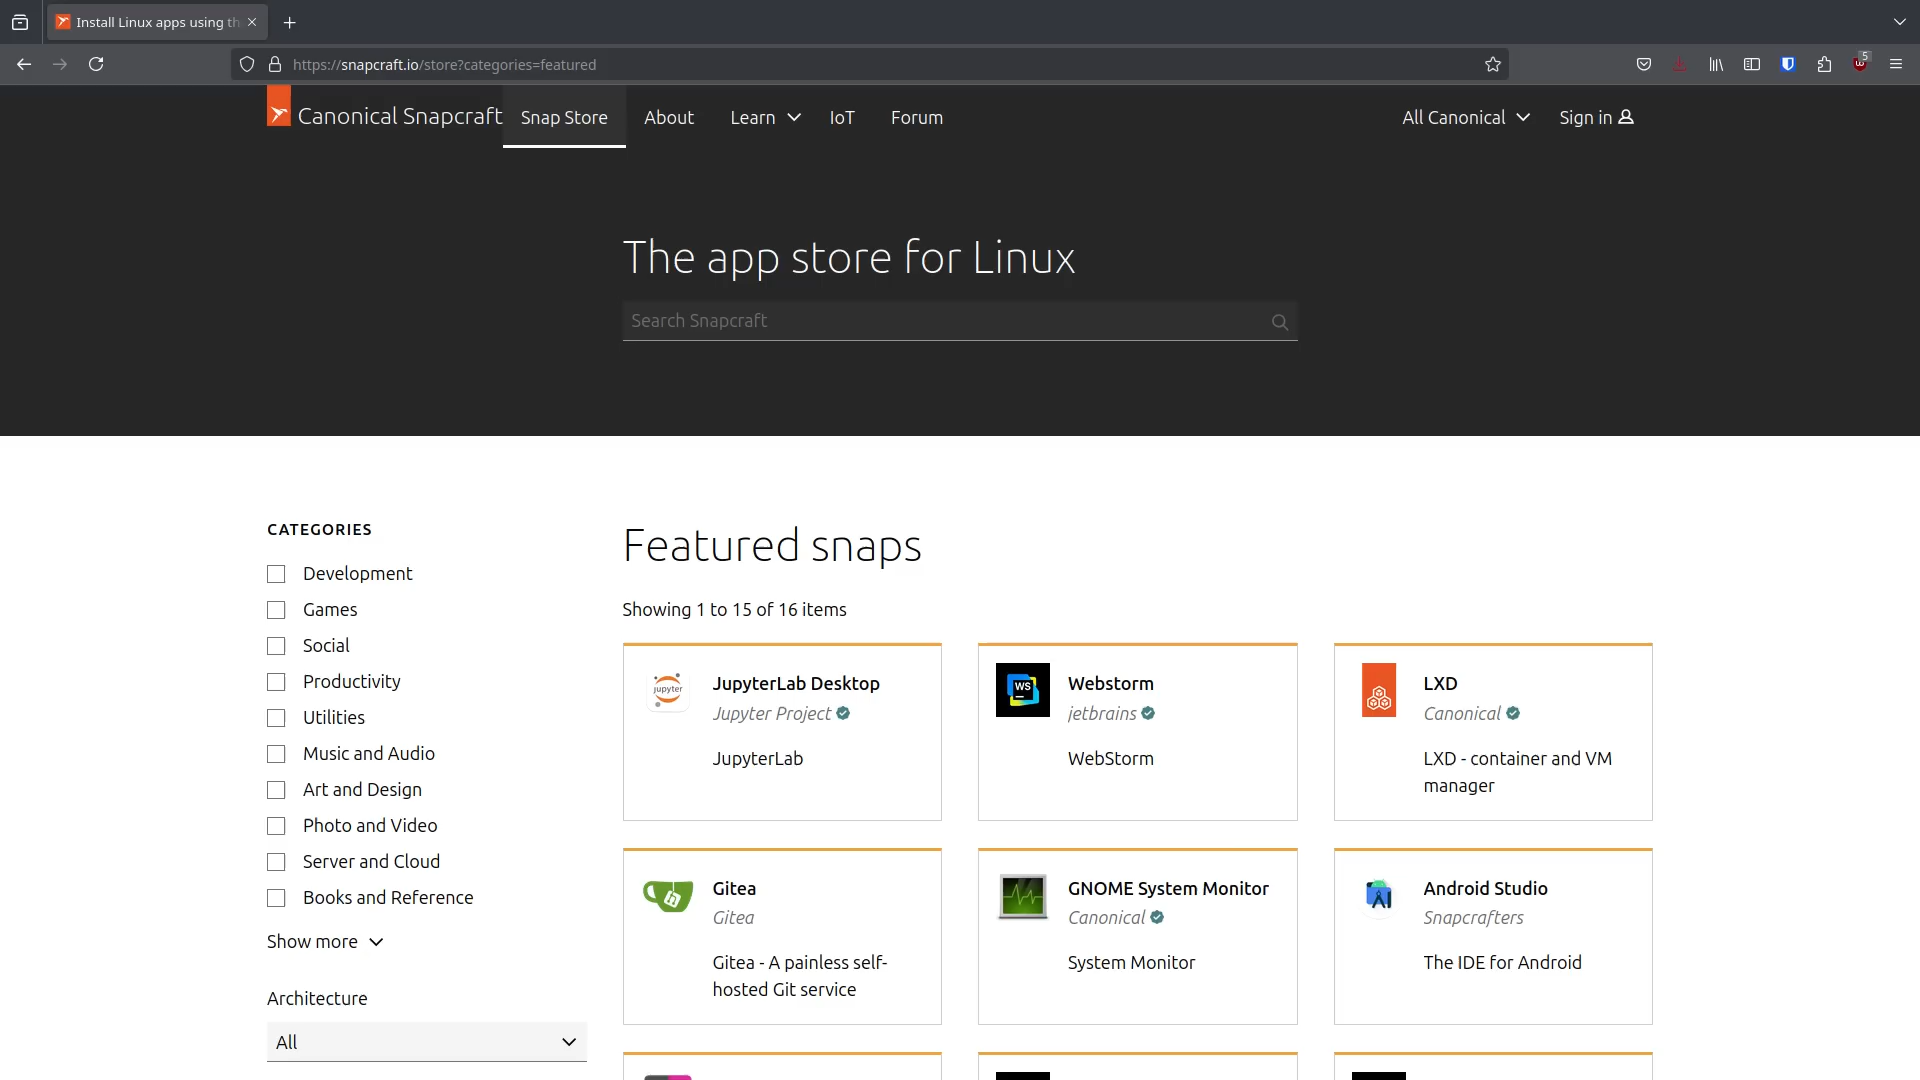 Install Linux apps using th
https://snapcraft.io/store?categories=featured
5
Canonical Snapcraft
Snap Store
About
Learn
IoT
Forum
All Canonical
Sign in
The app store for Linux
Search Snapcraft
CATEGORIES
Development
Games
Social
Productivity
Utilities
Music and Audio
Art and Design
Photo and Video
Server and Cloud
Books and Reference
Show more
Architecture
All
Featured snaps
Showing 1 to 15 of 16 items
jupyter
JupyterLab Desktop
Jupyter Project
JupyterLab
WS
Webstorm
jetbrains
WebStorm
LXD
Canonical
LXD - container and VM
manager
Gitea
Gitea
Gitea - A painless self-
hosted Git service
GNOME System Monitor
Canonical
System Monitor
Android Studio
Snapcrafters
The IDE for Android